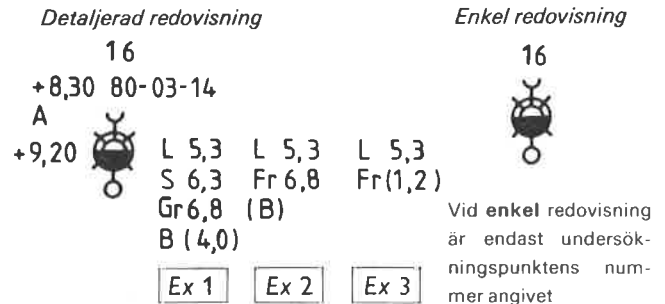 Detaljerad redovisning
16
+8,30 80-03-14
A
+9,20
L 5,3
S 6,3
Gr 6,8
B (4,0)
Ex 1
L 5,3
Fr 6,8
(B)
Ex 2
L 5,3
Fr (1,2)
Ex 3
Enkel redovisning
16
Vid enkel redovisning
är endast undersök-
ningspunktens num-
mer angivet